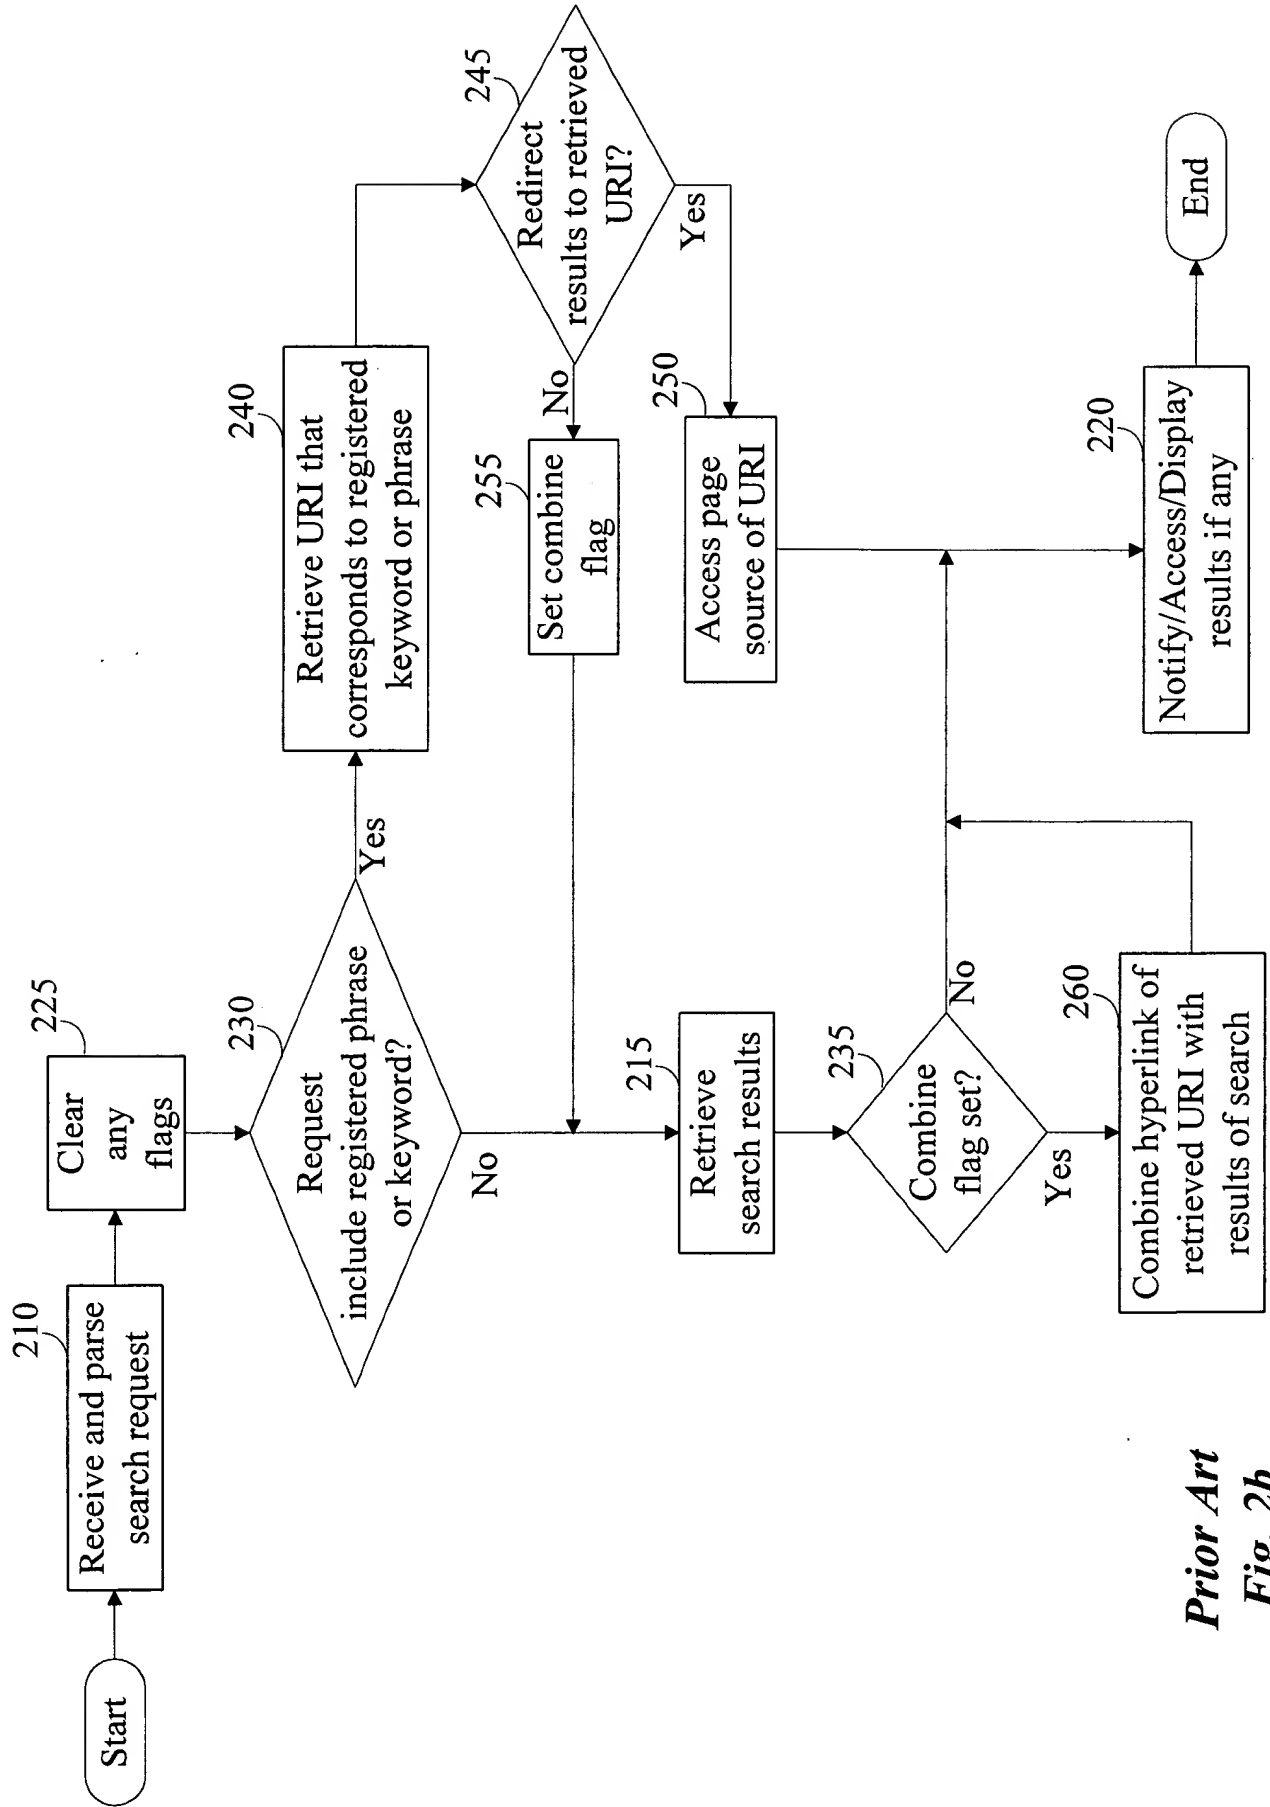 Start
210
Receive and parse
search request
225
Clear
any
flags
230
Request
include registered phrase
or keyword?
Yes
No
240
Retrieve URI that
corresponds to registered
keyword or phrase
245
Redirect
results to retrieved
URI?
No
Yes
255
Set combine
flag
250
Access page
source of URI
215
Retrieve
search results
235
Combine
flag set?
No
Yes
260
Combine hyperlink of
retrieved URI with
results of search
220
Notify/Access/Display
results if any
End
Prior Art
Fig. 2b